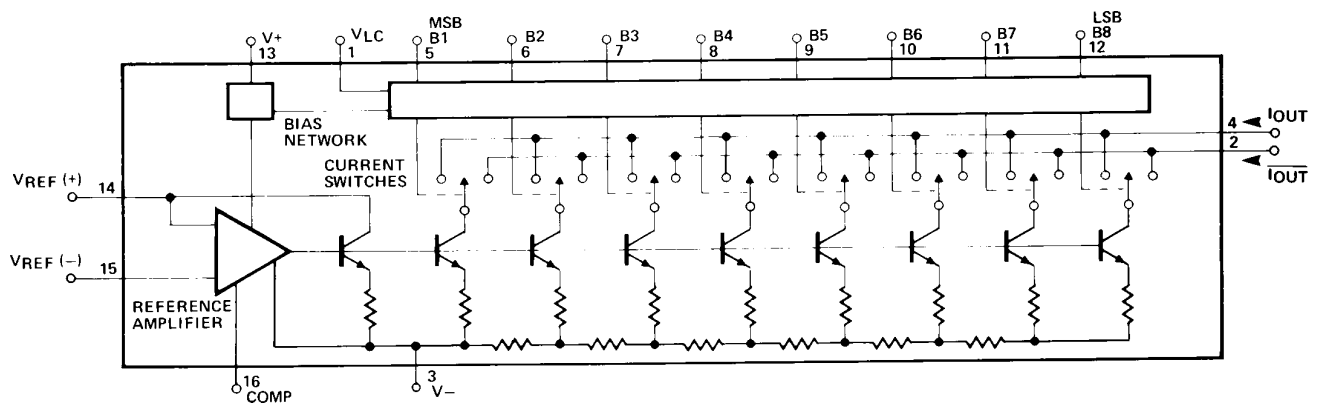 V+
13
VLC
1
MSB
B1
5
B2
6
B3
7
B4
8
B5
9
B6
10
B7
11
LSB
B8
12
BIAS
NETWORK
CURRENT
SWITCHES
4 IOUT
2
IOUT
VREF (+) 14
VREF (−) 15
REFERENCE
AMPLIFIER
16
COMP
3
V−